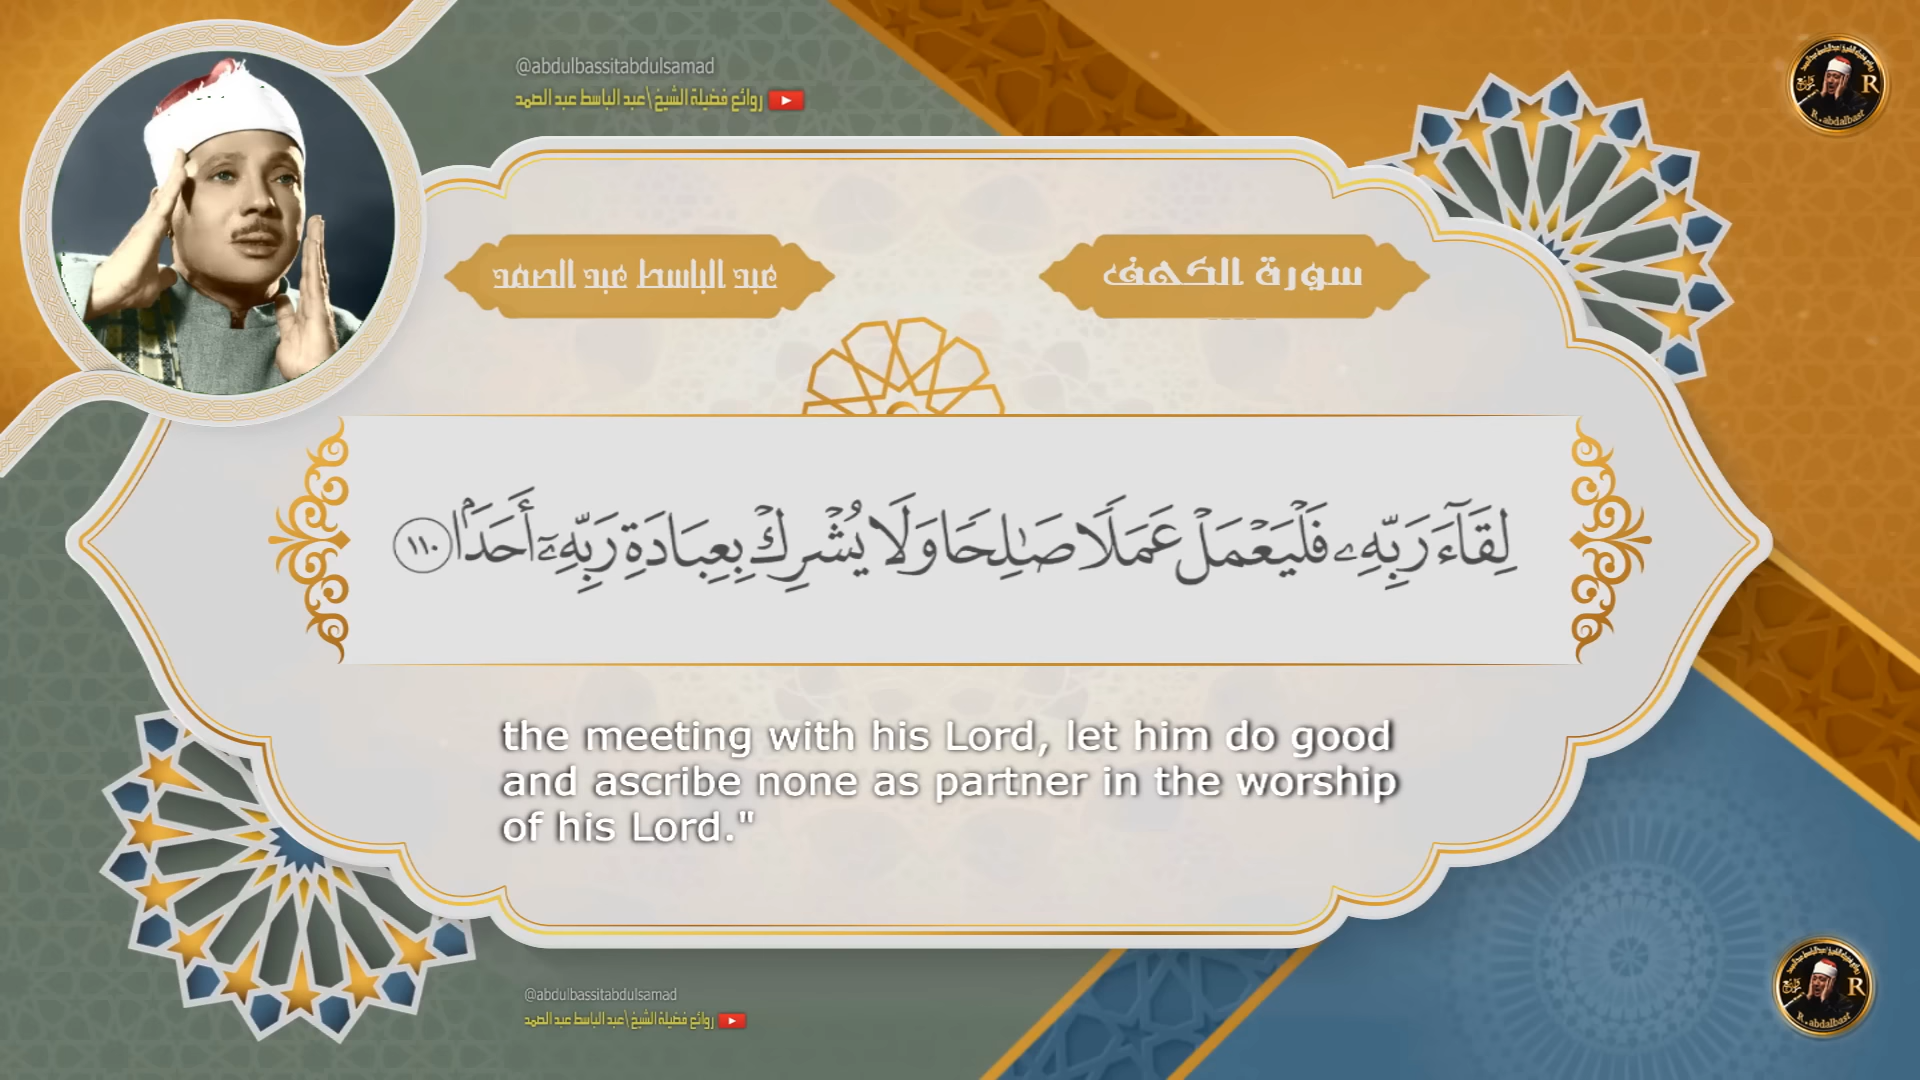 @abdulbassitabdulsamad
روائع فضيلة الشيخ \ عبد الباسط عبد الصمد
سورة الكهف
عبد الباسط عبد الصمد
لِقَآءَ رَبِّهِۦ فَلْيَعْمَلْ عَمَلًا صَٰلِحًا وَلَا يُشْرِكْ بِعِبَادَةِ رَبِّهِۦٓ أَحَدَۢا ١١٠
the meeting with his Lord, let him do good
and ascribe none as partner in the worship
of his Lord."
@abdulbassitabdulsamad
روائع فضيلة الشيخ \ عبد الباسط عبد الصمد
R
R.abdalbast
R
R.abdalbast